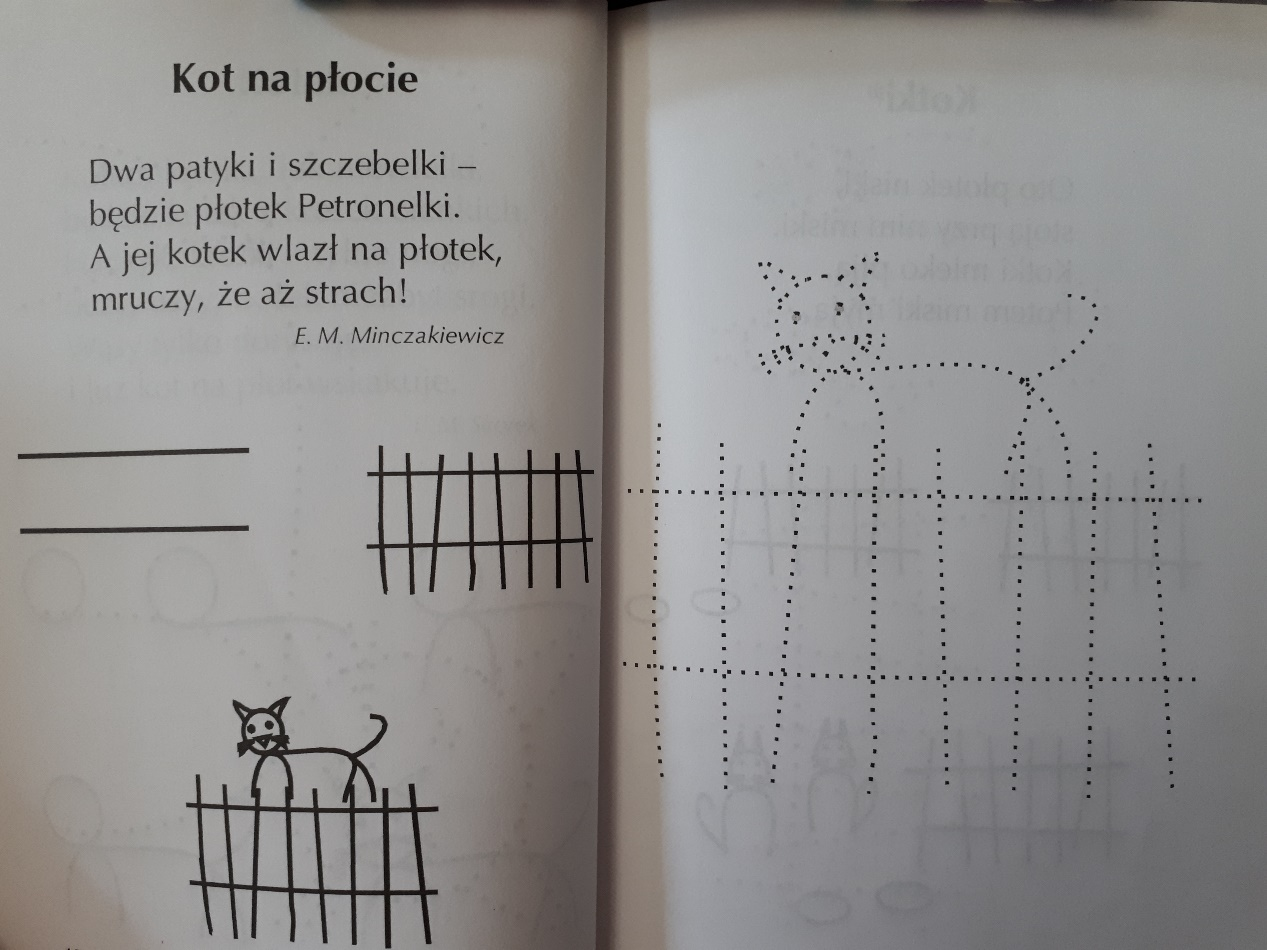 Kot na płocie
Dwa patyki i szczebelki –
będzie płotek Petronelki.
A jej kotek wlazł na płotek,
mruczy, że aż strach!
E. M. Minczakiewicz
Kotki